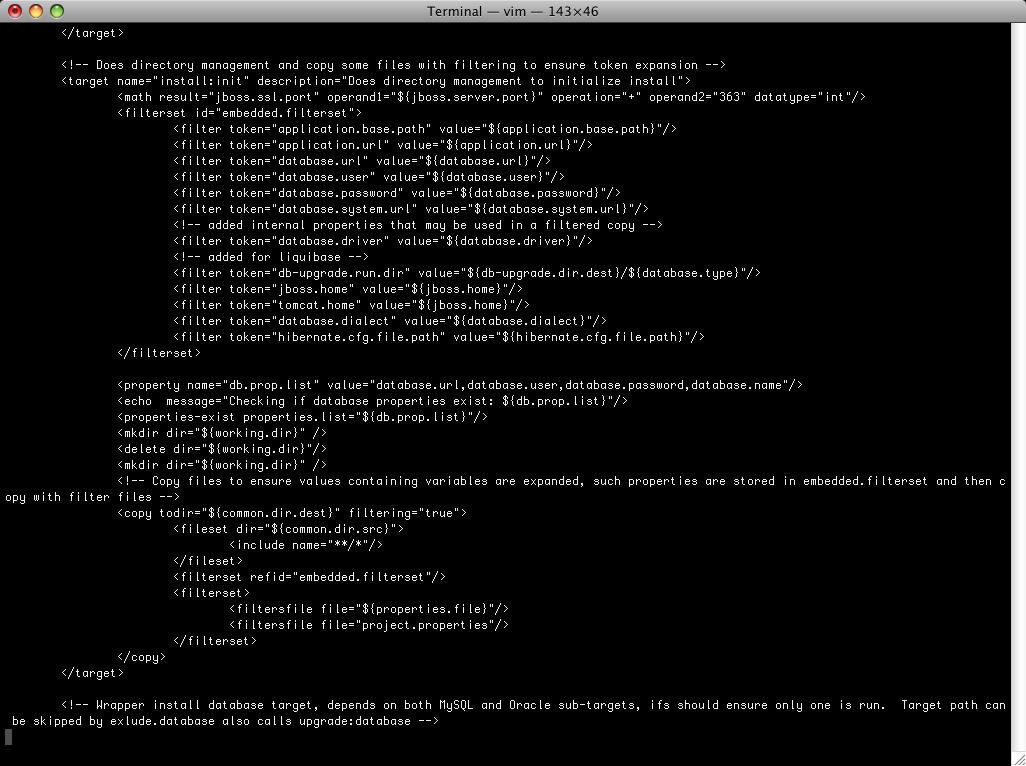 Terminal — vim — 143×46
</target>
<!-- Does directory management and copy some files with filtering to ensure token expansion -->
<target name="install:init" description="Does directory management to initialize install">
<math result="jboss.ssl.port" operand1="${jboss.server.port}" operation="+" operand2="363" datatype="int"/>
<filterset id="embedded.filterset">
<filter token="application.base.path" value="${application.base.path}"/>
<filter token="application.url" value="${application.url}"/>
<filter token="database.url" value="${database.url}"/>
<filter token="database.user" value="${database.user}"/>
<filter token="database.password" value="${database.password}"/>
<filter token="database.system.url" value="${database.system.url}"/>
<!-- added internal properties that may be used in a filtered copy -->
<filter token="database.driver" value="${database.driver}"/>
<!-- added for liquibase -->
<filter token="db-upgrade.run.dir" value="${db-upgrade.dir.dest}/${database.type}"/>
<filter token="jboss.home" value="${jboss.home}"/>
<filter token="tomcat.home" value="${jboss.home}"/>
<filter token="database.dialect" value="${database.dialect}"/>
<filter token="hibernate.cfg.file.path" value="${hibernate.cfg.file.path}"/>
</filterset>
<property name="db.prop.list" value="database.url,database.user,database.password,database.name"/>
<echo  message="Checking if database properties exist: ${db.prop.list}"/>
<properties-exist properties.list="${db.prop.list}"/>
<mkdir dir="${working.dir}" />
<delete dir="${working.dir}"/>
<mkdir dir="${working.dir}" />
<!-- Copy files to ensure values containing variables are expanded, such properties are stored in embedded.filterset and then c
opy with filter files -->
<copy todir="${common.dir.dest}" filtering="true">
<fileset dir="${common.dir.src}">
<include name="**/*"/>
</fileset>
<filterset refid="embedded.filterset"/>
<filterset>
<filtersfile file="${properties.file}"/>
<filtersfile file="project.properties"/>
</filterset>
</copy>
</target>
<!-- Wrapper install database target, depends on both MySQL and Oracle sub-targets, ifs should ensure only one is run.  Target path can
be skipped by exlude.database also calls upgrade:database -->